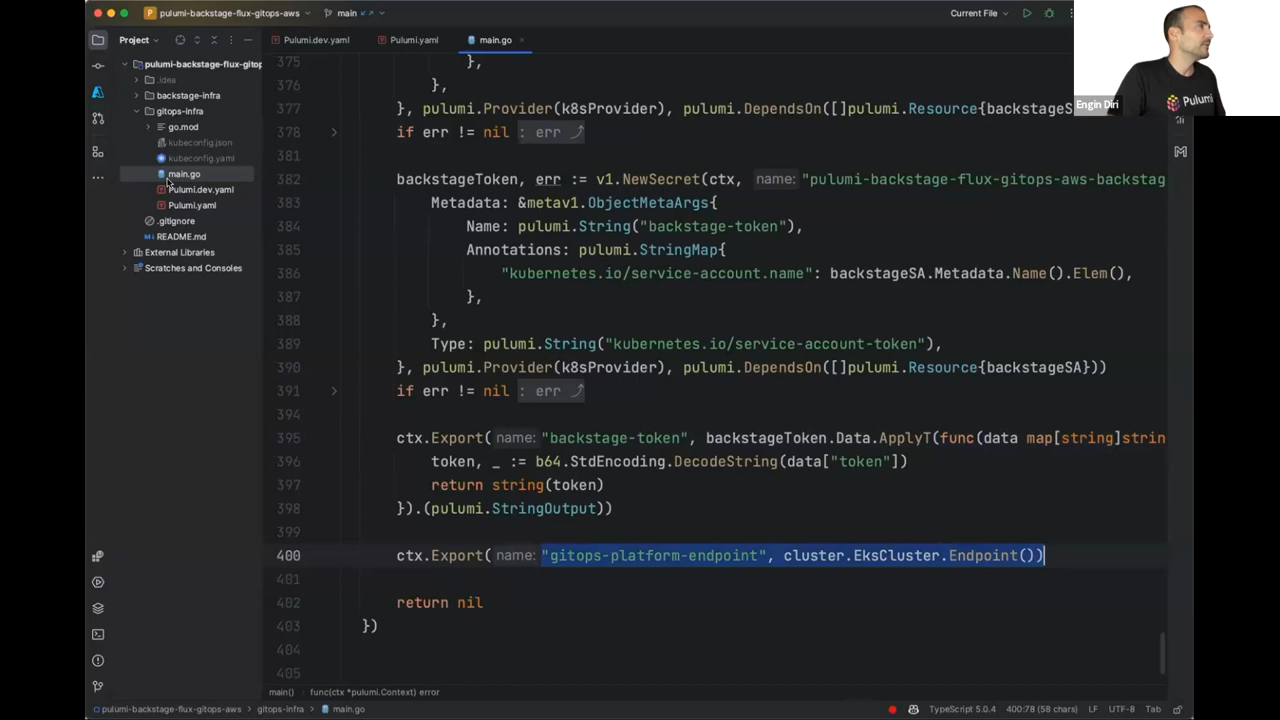 pulumi-backstage-flux-gitops-aws
main
Current File
Project
Pulumi.dev.yaml
Pulumi.yaml
main.go
pulumi-backstage-flux-gitop
.idea
backstage-infra
gitops-infra
go.mod
kubeconfig.json
kubeconfig.yaml
main.go
Pulumi.dev.yaml
Pulumi.yaml
.gitignore
README.md
External Libraries
Scratches and Consoles
375 },
376 },
377 }, pulumi.Provider(k8sProvider), pulumi.DependsOn([]pulumi.Resource{backstageSA
378 if err != nil : err
381
382 backstageToken, err := v1.NewSecret(ctx, name: "pulumi-backstage-flux-gitops-aws-backstag
383 Metadata: &metav1.ObjectMetaArgs{
384 Name: pulumi.String("backstage-token"),
385 Annotations: pulumi.StringMap{
386 "kubernetes.io/service-account.name": backstageSA.Metadata.Name().Elem(),
387 },
388 },
389 Type: pulumi.String("kubernetes.io/service-account-token"),
390 }, pulumi.Provider(k8sProvider), pulumi.DependsOn([]pulumi.Resource{backstageSA}))
391 if err != nil : err
394
395 ctx.Export( name: "backstage-token", backstageToken.Data.ApplyT(func(data map[string]strin
396 token, _ := b64.StdEncoding.DecodeString(data["token"])
397 return string(token)
398 }).(pulumi.StringOutput))
399
400 ctx.Export( name: "gitops-platform-endpoint", cluster.EksCluster.Endpoint())
401
402 return nil
403 })
404
405
main() func(ctx *pulumi.Context) error
pulumi-backstage-flux-gitops-aws > gitops-infra > main.go
TypeScript 5.0.4 400:78 (58 chars) LF UTF-8 Tab
Engin Diri
Pulumi